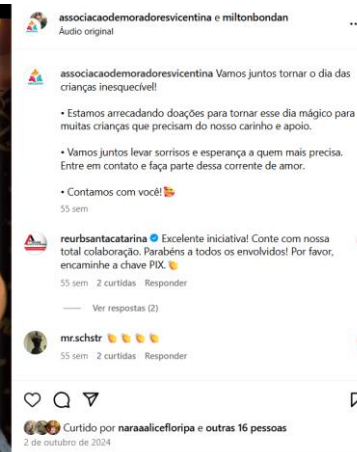 associacaodemoradoresvicentina e miltonbondan
Áudio original
associacaodemoradoresvicentina Vamos juntos tornar o dia das
crianças inesquecível!
• Estamos arrecadando doações para tornar esse dia mágico para
muitas crianças que precisam do nosso carinho e apoio.
• Vamos juntos levar sorrisos e esperança a quem mais precisa.
Entre em contato e faça parte dessa corrente de amor.
• Contamos com você!🥰
55 sem
reurbsantacatarina Excelente iniciativa! Conte com nossa
total colaboração. Parabéns a todos os envolvidos! Por favor,
encaminhe a chave PIX.👏
55 sem 2 curtidas Responder
Ver respostas (2)
mr.schstr 👏👏👏👏
55 sem 2 curtidas Responder
Curtido por naraaalicefloripa e outras 16 pessoas
2 de outubro de 2024